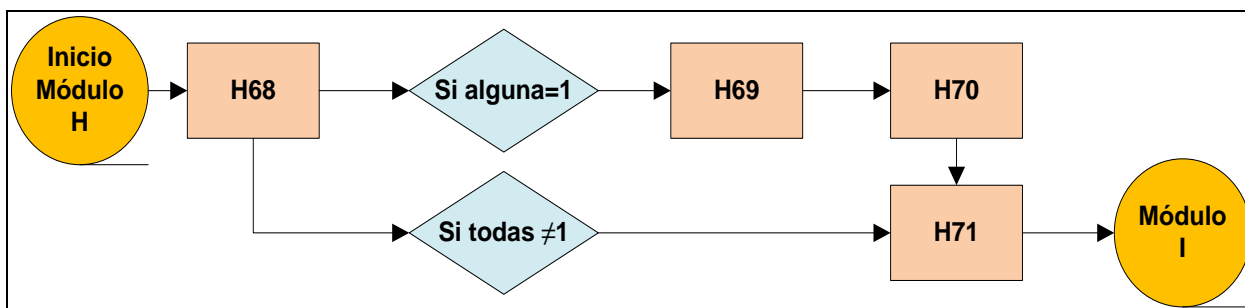 Inicio
Módulo
H
H68
Si alguna=1
H69
H70
Si todas ≠1
H71
Módulo
I